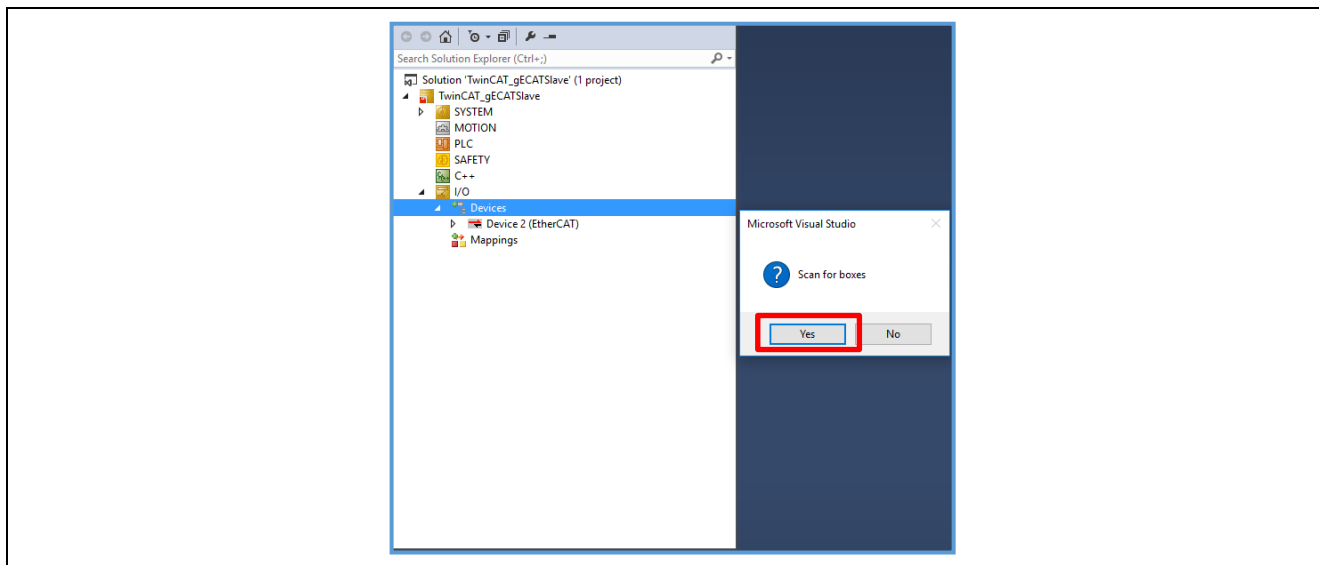 Search Solution Explorer (Ctrl+;)
Solution 'TwinCAT_gECATSlave' (1 project)
TwinCAT_gECATSlave
SYSTEM
MOTION
PLC
SAFETY
C++
I/O
Devices
Device 2 (EtherCAT)
Mappings
Microsoft Visual Studio
Scan for boxes
Yes No